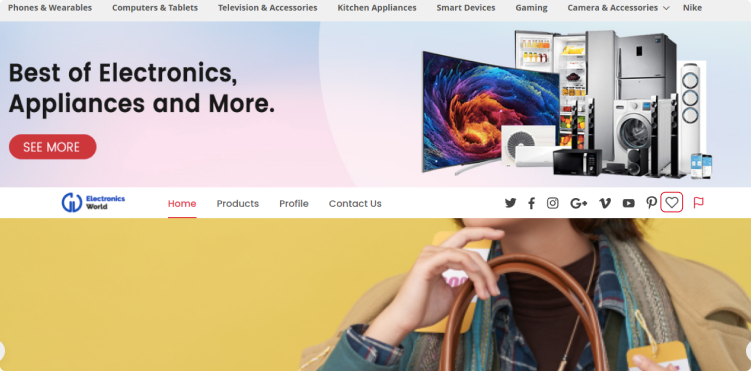 Phones & Wearables Computers & Tablets Television & Accessories Kitchen Appliances Smart Devices Gaming Camera & Accessories Nike
Best of Electronics,
Appliances and More.
SEE MORE
Electronics
World
Home Products Profile Contact Us